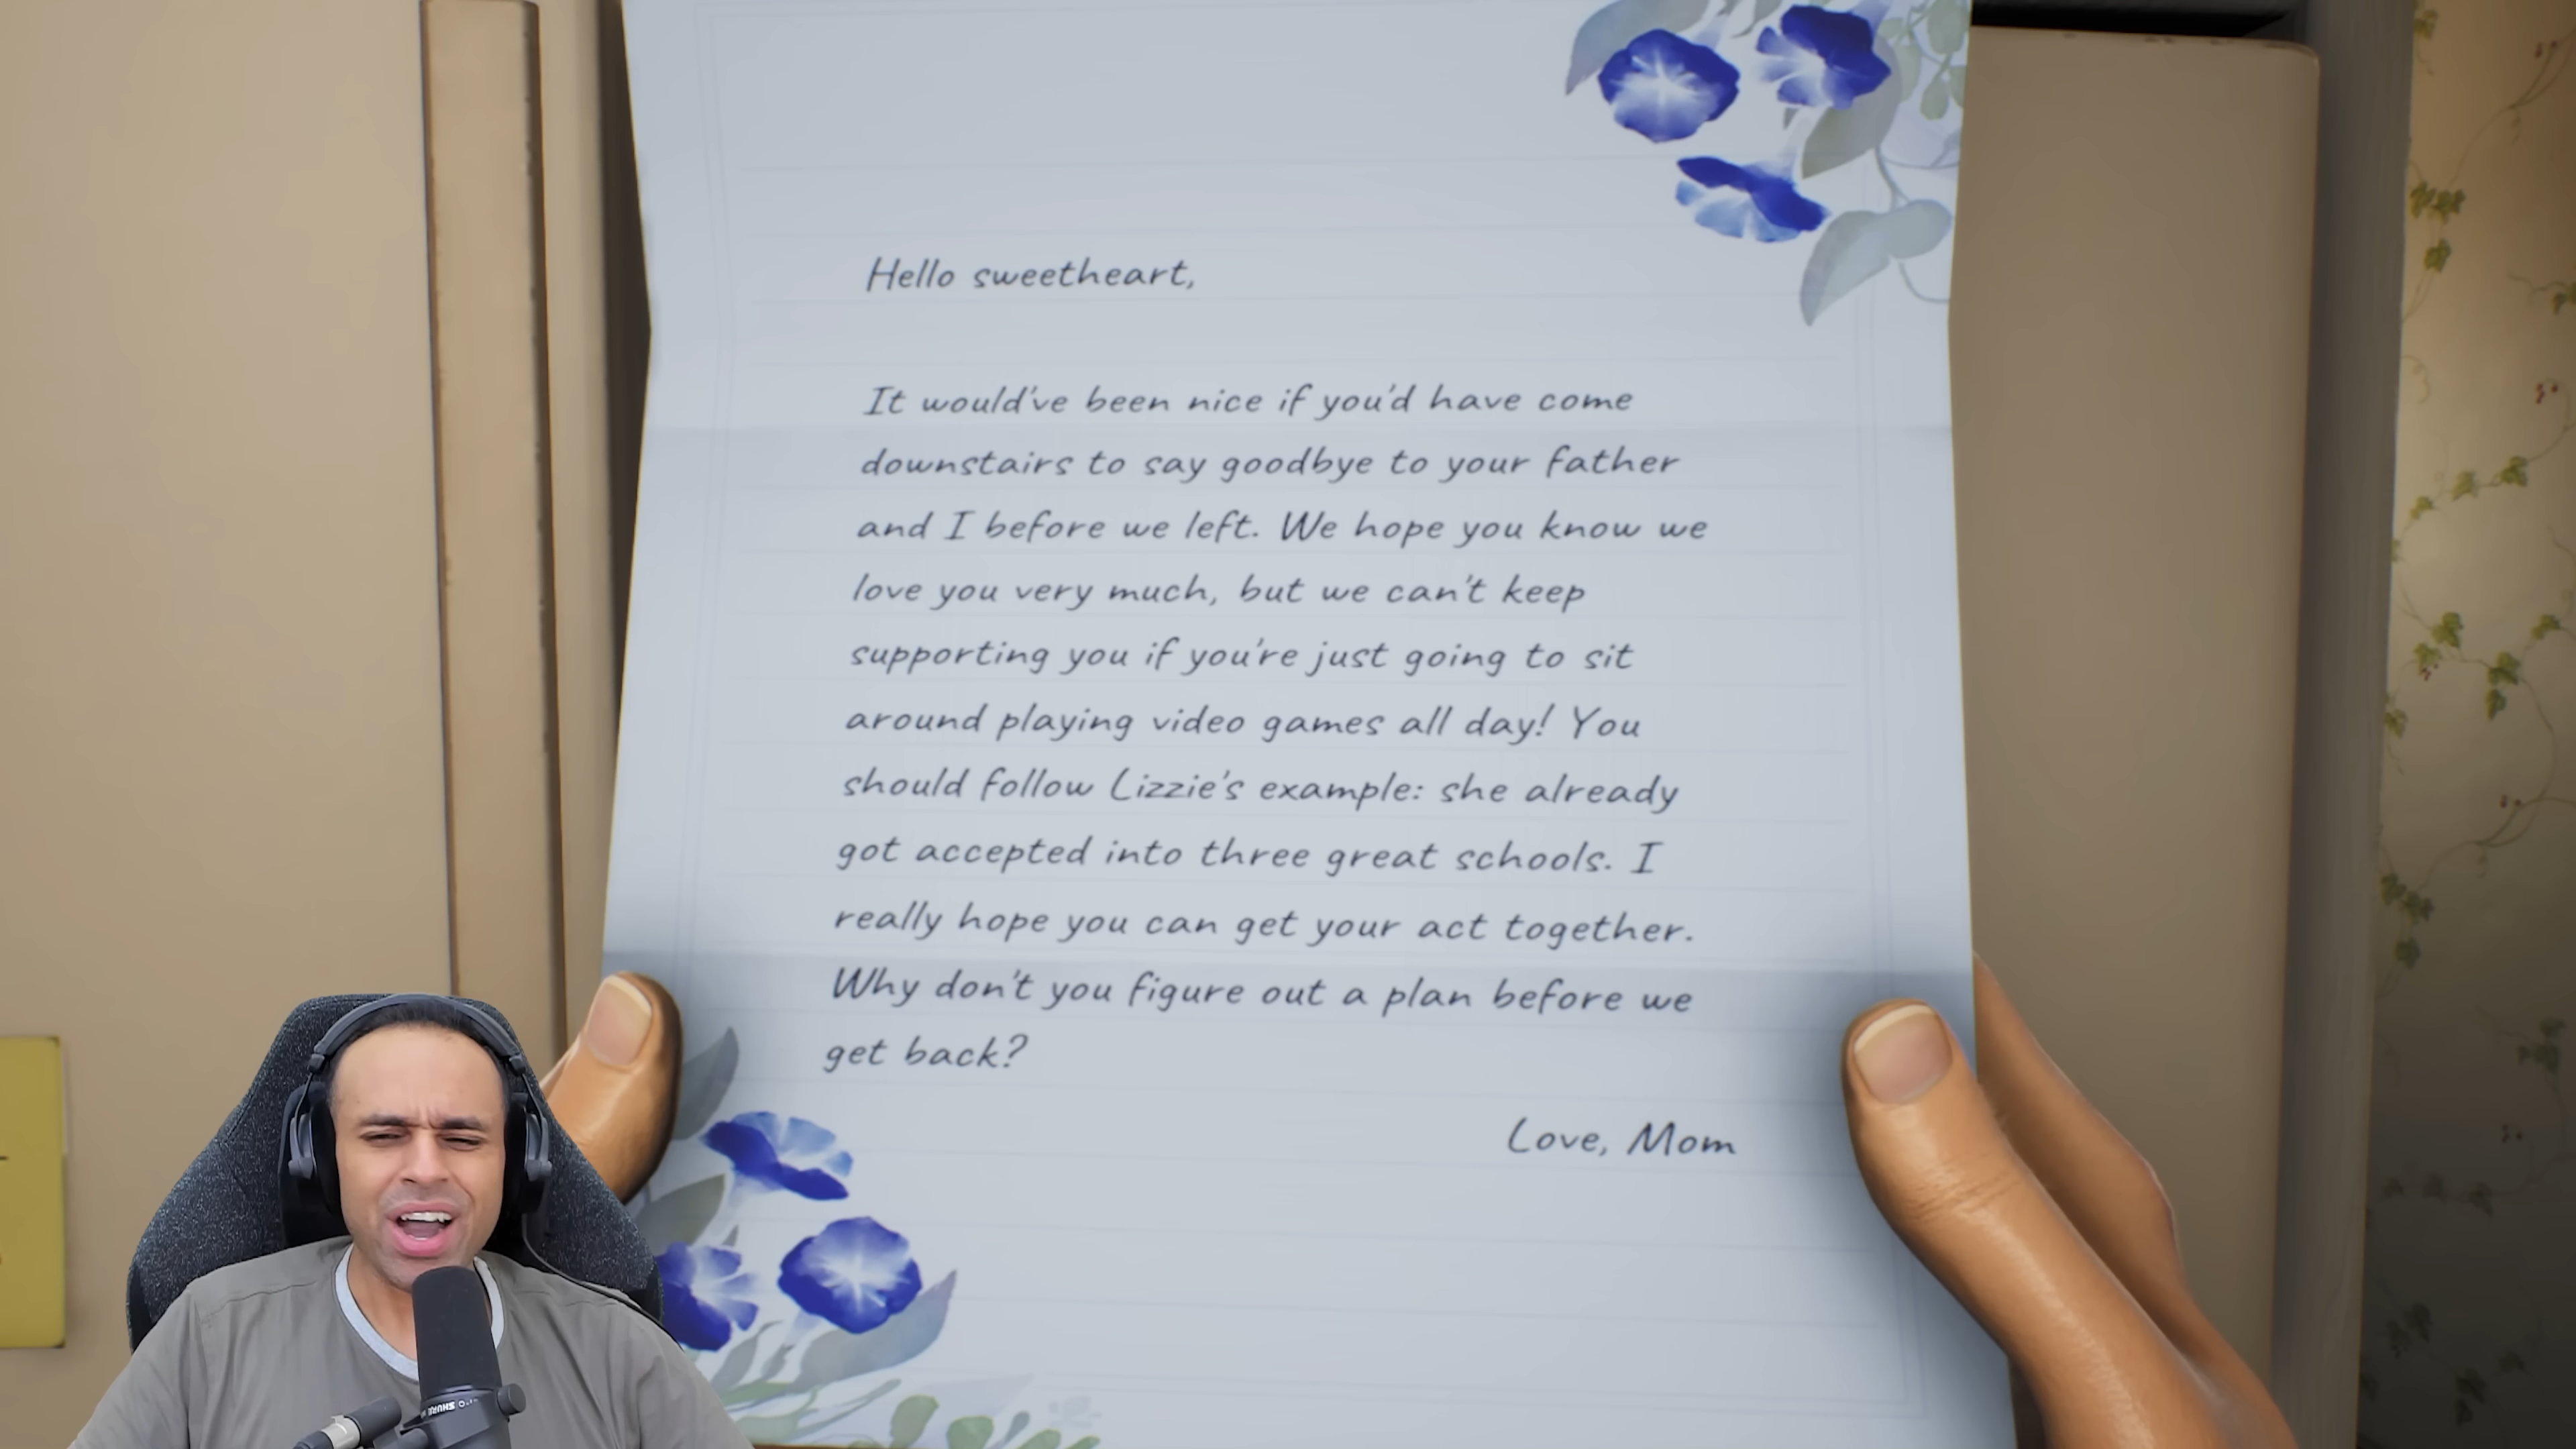 Hello sweetheart,
It would've been nice if you'd have come
downstairs to say goodbye to your father
and I before we left. We hope you know we
love you very much, but we can't keep
supporting you if you're just going to sit
around playing video games all day! You
should follow Lizzie's example: she already
got accepted into three great schools. I
really hope you can get your act together.
Why don't you figure out a plan before we
get back?
Love, Mom
SHURE